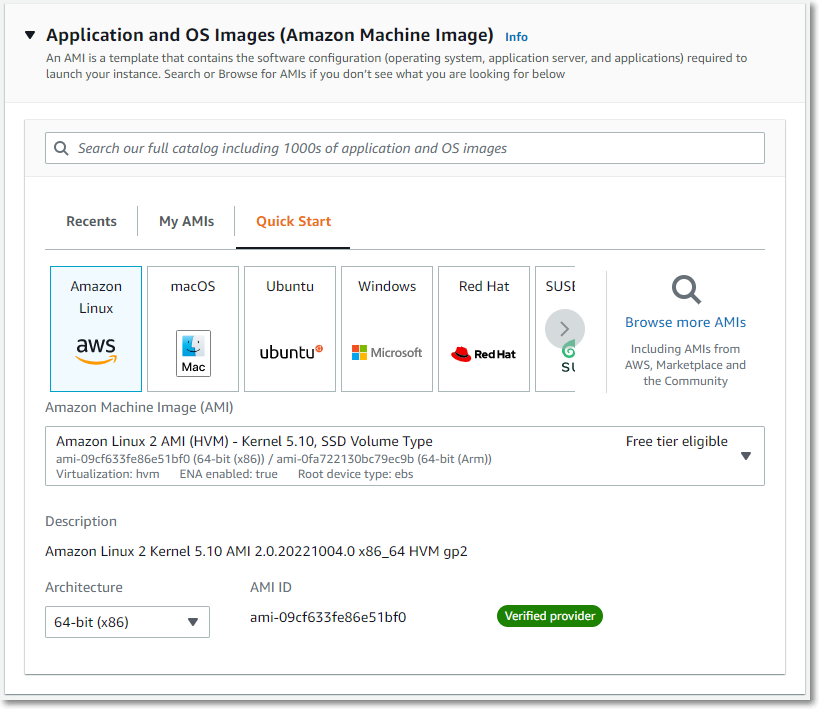 Application and OS Images (Amazon Machine Image) Info
An AMI is a template that contains the software configuration (operating system, application server, and applications) required to
launch your instance. Search or Browse for AMIs if you don't see what you are looking for below
Search our full catalog including 1000s of application and OS images
Recents
My AMIs
Quick Start
Amazon
Linux
aws
macOS
Mac
Ubuntu
ubuntu
Windows
Microsoft
Red Hat
Red Hat
SUSE
SU
Browse more AMIs
Including AMIs from
AWS, Marketplace and
the Community
Amazon Machine Image (AMI)
Amazon Linux 2 AMI (HVM) - Kernel 5.10, SSD Volume Type
Free tier eligible
ami-09cf633fe86e51bf0 (64-bit (x86)) / ami-0fa722130bc79ec9b (64-bit (Arm))
Virtualization: hvm ENA enabled: true Root device type: ebs
Description
Amazon Linux 2 Kernel 5.10 AMI 2.0.20221004.0 x86_64 HVM gp2
Architecture
AMI ID
64-bit (x86)
ami-09cf633fe86e51bf0
Verified provider